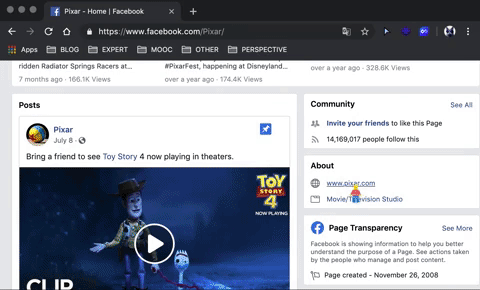 Pixar - Home | Facebook
https://www.facebook.com/Pixar/
Apps BLOG EXPERT MOOC OTHER PERSPECTIVE
ridden Radiator Springs Racers at...
7 months ago · 166.1K Views
#PixarFest, happening at Disneyland...
over a year ago · 174.4K Views
over a year ago · 328.6K Views
Posts
Pixar
July 8 ·
Bring a friend to see Toy Story 4 now playing in theaters.
TOY STORY 4
NOW PLAYING
CLIP
Community
See All
Invite your friends to like this Page
14,169,017 people follow this
About
www.pixar.com
Movie/Television Studio
Page Transparency
See More
Facebook is showing information to help you better
understand the purpose of a Page. See actions taken
by the people who manage and post content.
Page created - November 26, 2008